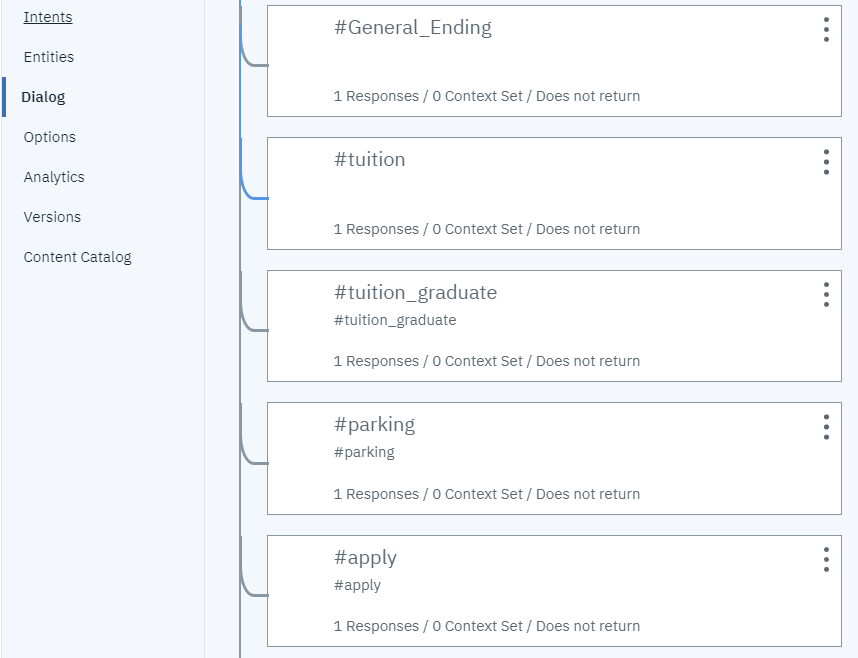 Intents
Entities
Dialog
Options
Analytics
Versions
Content Catalog
#General_Ending
1 Responses / 0 Context Set / Does not return
#tuition
1 Responses / 0 Context Set / Does not return
#tuition_graduate
#tuition_graduate
1 Responses / 0 Context Set / Does not return
#parking
#parking
1 Responses / 0 Context Set / Does not return
#apply
#apply
1 Responses / 0 Context Set / Does not return